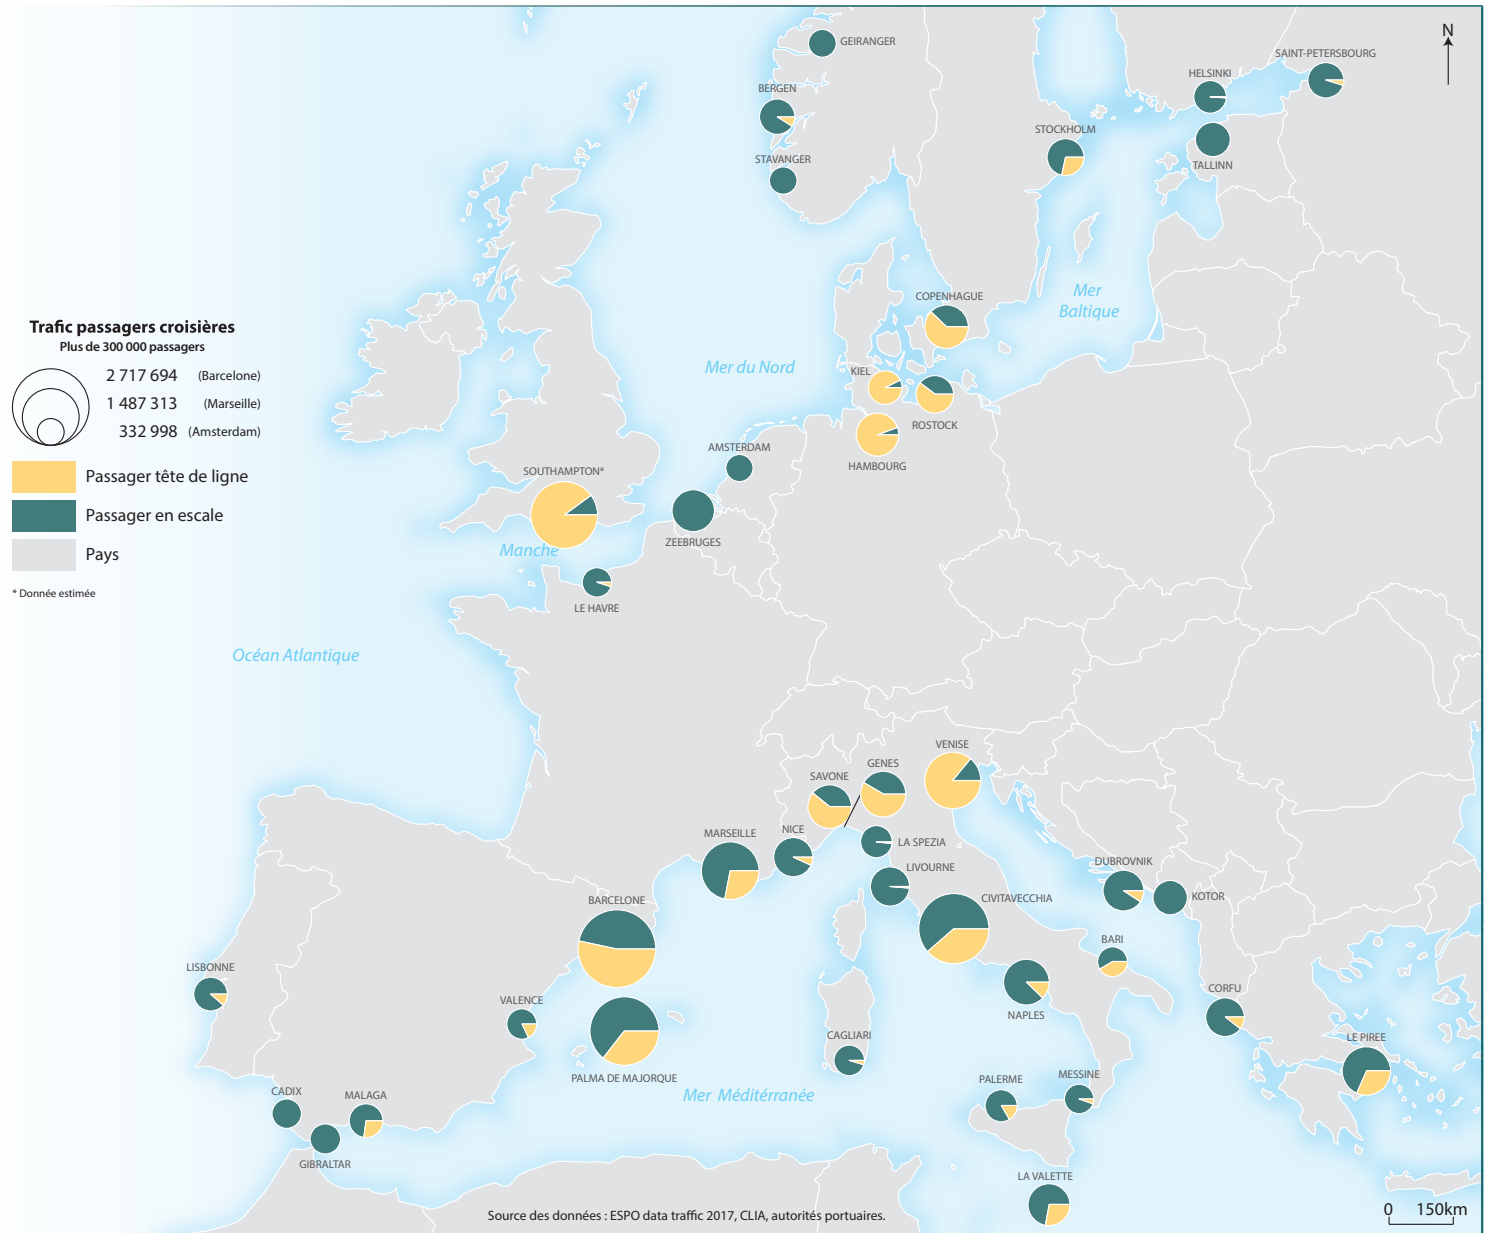 N
GEIRANGER
SAINT-PETERSBOURG
HELSINKI
BERGEN
STOCKHOLM
STAVANGER
TALLINN
COPENHAGUE
Mer
Baltique
Trafic passagers croisières
Plus de 300 000 passagers
2 717 694 (Barcelone)
1 487 313 (Marseille)
332 998 (Amsterdam)
Passager tête de ligne
Passager en escale
Pays
* Donnée estimée
Mer du Nord
KIEL
ROSTOCK
HAMBOURG
AMSTERDAM
SOUTHAMPTON*
ZEEBRUGES
Manche
LE HAVRE
Océan Atlantique
VENISE
GENES
SAVONE
NICE
MARSEILLE
LA SPEZIA
LIVOURNE
DUBROVNIK
KOTOR
BARCELONE
CIVITAVECCHIA
BARI
LISBONNE
VALENCE
NAPLES
CORFU
CAGLIARI
LE PIREE
PALMA DE MAJORQUE
Mer Méditérranée
CADIX
MALAGA
PALERME
MESSINE
GIBRALTAR
LA VALETTE
Source des données : ESPO data traffic 2017, CLIA, autorités portuaires.
0 150km